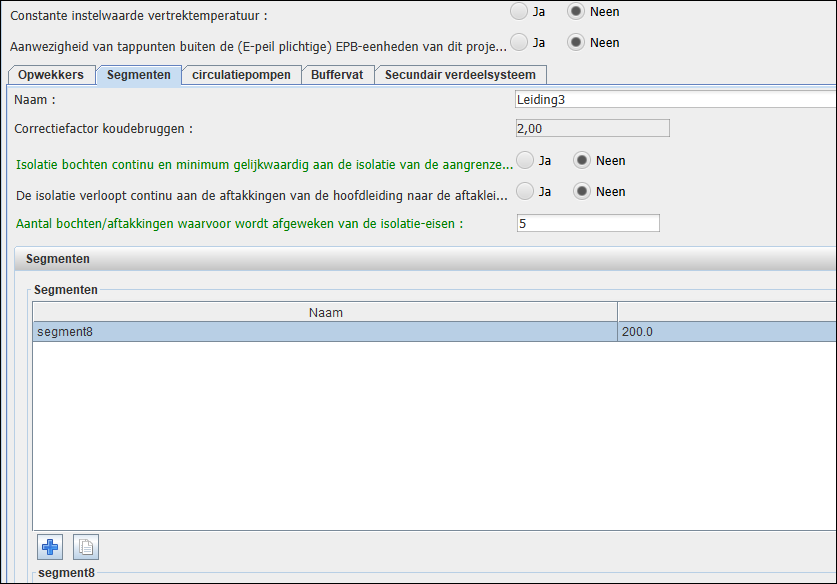 Constante instelwaarde vertrektemperatuur : Ja Neen
Aanwezigheid van tappunten buiten de (E-peil plichtige) EPB-eenheden van dit proje... Ja Neen
Opwekkers Segmenten circulatiepompen Buffervat Secundair verdeelsysteem
Naam : Leiding3
Correctiefactor koudebruggen : 2,00
Isolatie bochten continu en minimum gelijkwaardig aan de isolatie van de aangrenze... Ja Neen
De isolatie verloopt continu aan de aftakkingen van de hoofdleiding naar de aftaklei... Ja Neen
Aantal bochten/aftakkingen waarvoor wordt afgeweken van de isolatie-eisen : 5
Segmenten
Segmenten
Naam
segment8 200.0
segment8